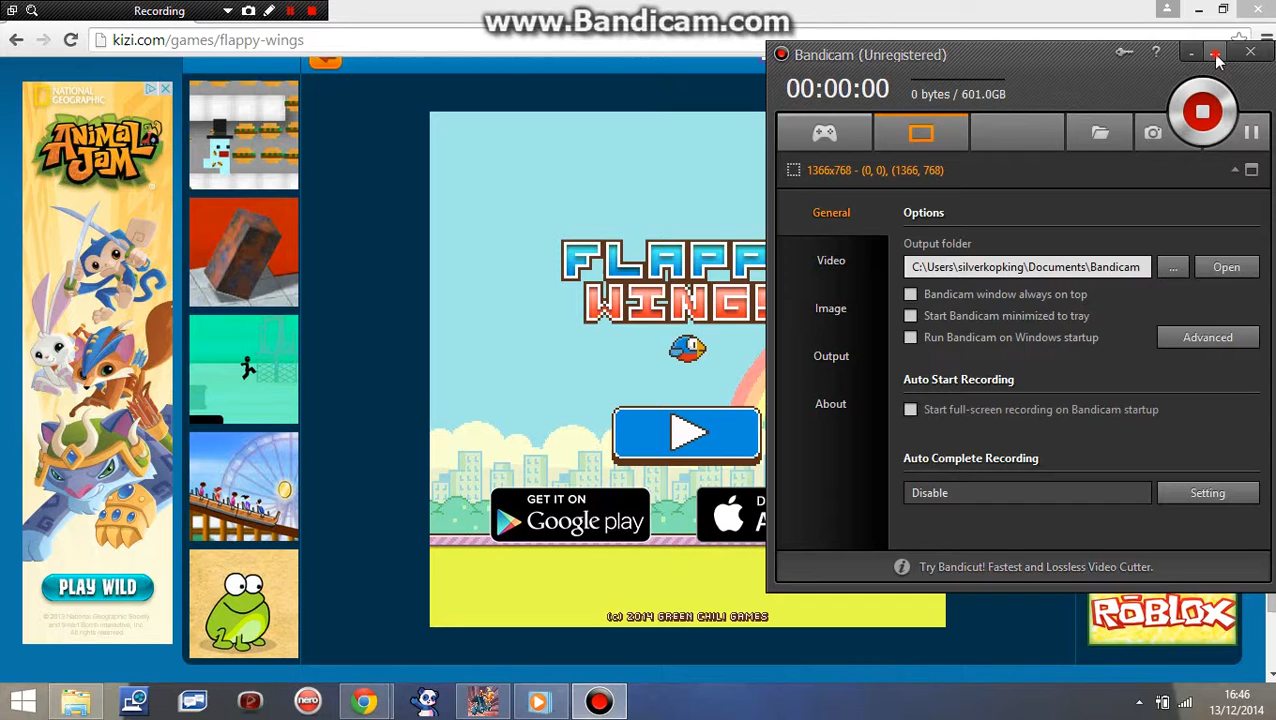 Recording
www.Bandicam.com
kizi.com/games/flappy-wings
NATIONAL
GEOGRAPHIC
ANIMAL
JAM
PLAY WILD
FLAPP
WINGS
GET IT ON
Google play
D
A
(c) 2014 GREEN CHILI GAMES
Bandicam (Unregistered)
00:00:00
0 bytes / 601.0GB
1366x768 - (0, 0), (1366, 768)
General
Video
Image
Output
About
Options
Output folder
C:\Users\silverkopking\Documents\Bandicam
...
Open
Bandicam window always on top
Start Bandicam minimized to tray
Run Bandicam on Windows startup
Advanced
Auto Start Recording
Start full-screen recording on Bandicam startup
Auto Complete Recording
Disable
Setting
Try Bandicut! Fastest and Lossless Video Cutter.
ROBLOX
nero
16:46
13/12/2014